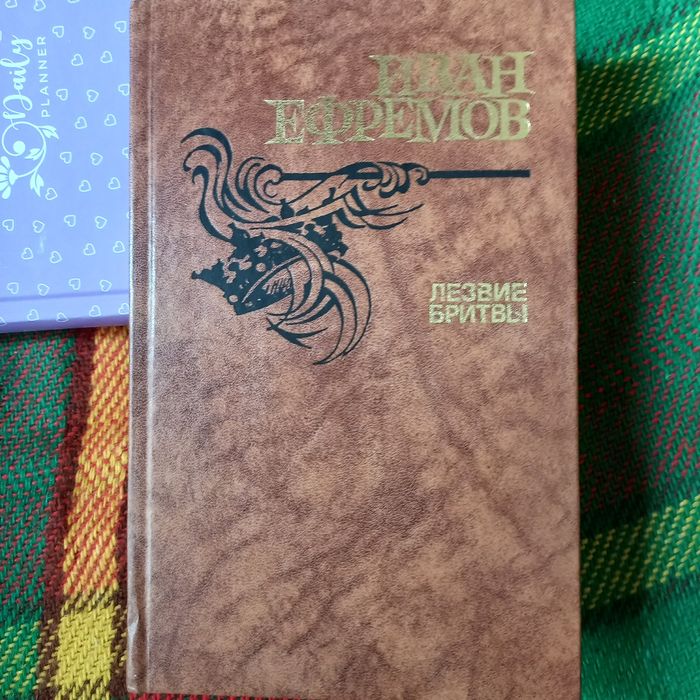 Daily
PLANNER
ИВАН
ЕФРЕМОВ
ЛЕЗВИЕ
БРИТВЫ